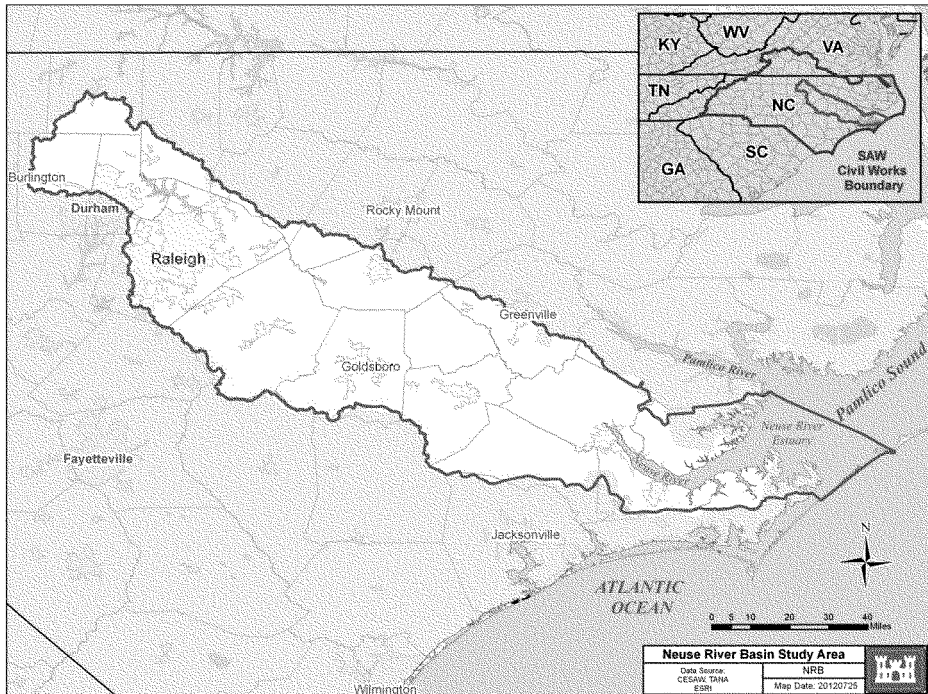 KY
WV
VA
TN
NC
GA
SC
SAW
Civil Works
Boundary
Burlington
Durham
Rocky Mount
Raleigh
Greenville
Goldsboro
Pamlico River
Pamlico Sound
Neuse River
Estuary
Neuse River
Fayetteville
Jacksonville
N
ATLANTIC
OCEAN
0 5 10 20 30 40
Miles
Wilmington
Neuse River Basin Study Area
Data Source:
CESAW, TANA
ESRI
NRB
Map Date: 20120725